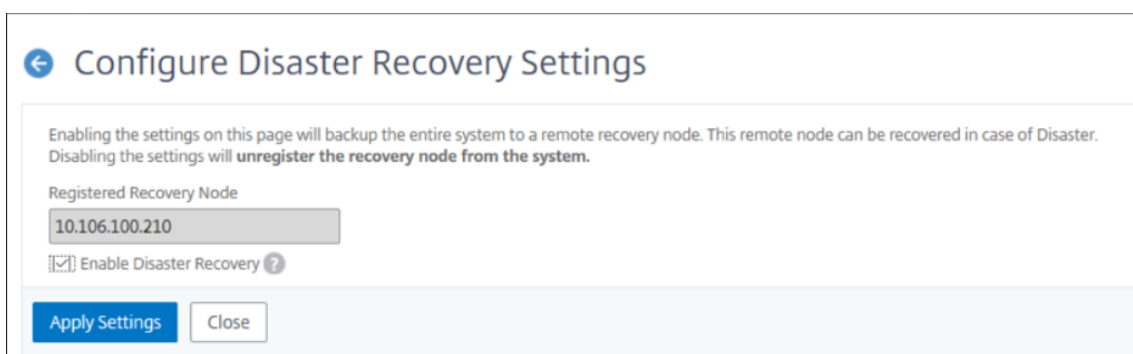 Configure Disaster Recovery Settings
Enabling the settings on this page will backup the entire system to a remote recovery node. This remote node can be recovered in case of Disaster.
Disabling the settings will unregister the recovery node from the system.
Registered Recovery Node
10.106.100.210
Enable Disaster Recovery ?
Apply Settings Close